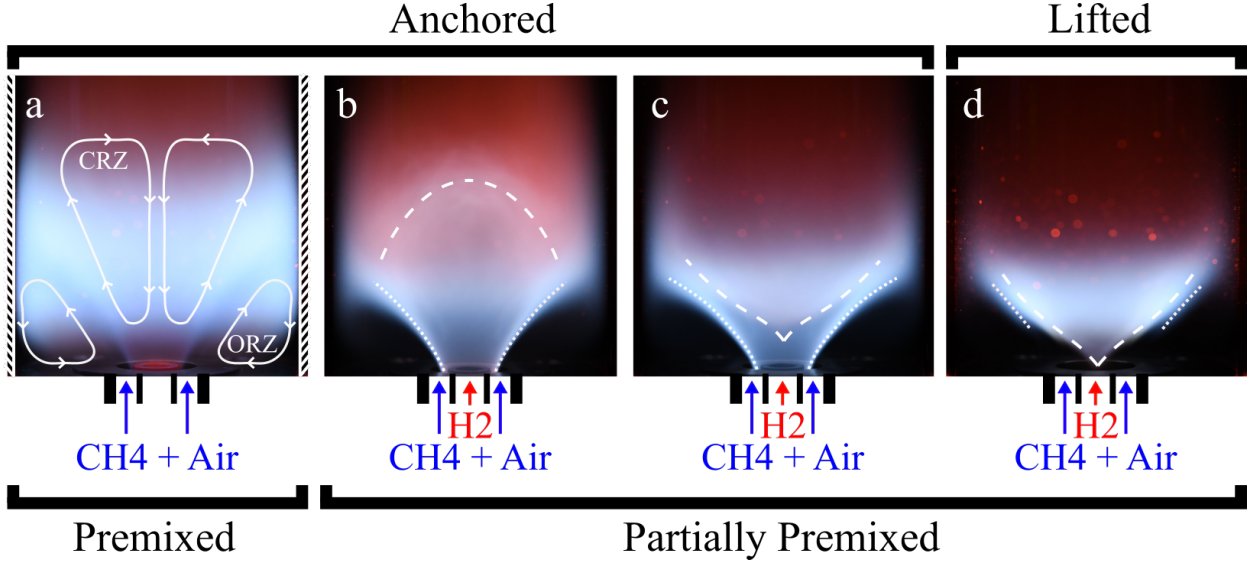 Anchored
Lifted
a
b
c
d
CRZ
ORZ
H2
H2
H2
CH4 + Air
CH4 + Air
CH4 + Air
CH4 + Air
Premixed
Partially Premixed